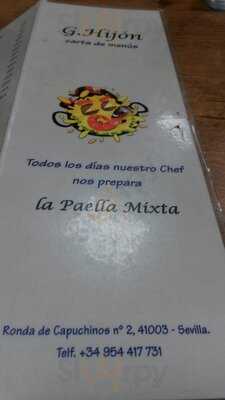 G. Hijón
carta de menús
Todos los días nuestro Chef
nos prepara
la Paella Mixta
Ronda de Capuchinos nº 2, 41003 - Sevilla.
Telf. +34 954 417 731